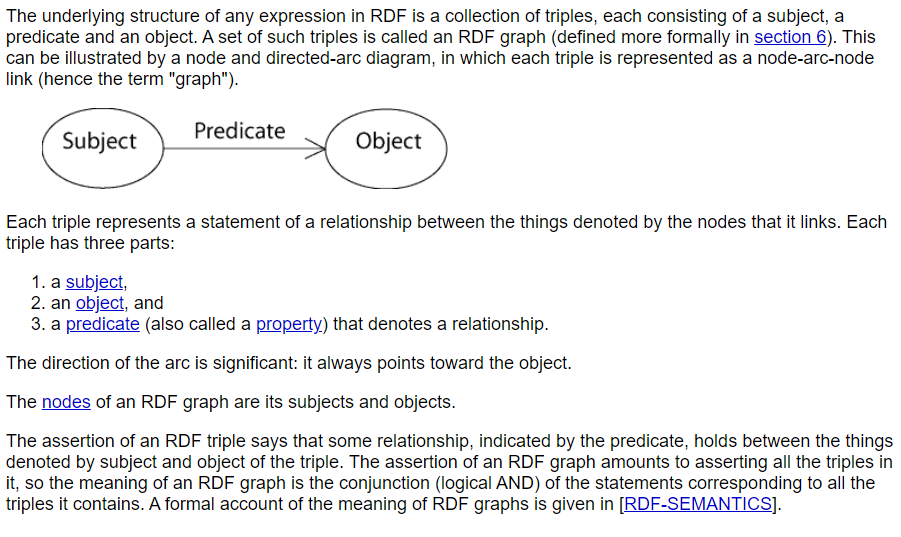 The underlying structure of any expression in RDF is a collection of triples, each consisting of a subject, a
predicate and an object. A set of such triples is called an RDF graph (defined more formally in section 6). This
can be illustrated by a node and directed-arc diagram, in which each triple is represented as a node-arc-node
link (hence the term "graph").
Subject
Predicate
Object
Each triple represents a statement of a relationship between the things denoted by the nodes that it links. Each
triple has three parts:
1. a subject,
2. an object, and
3. a predicate (also called a property) that denotes a relationship.
The direction of the arc is significant: it always points toward the object.
The nodes of an RDF graph are its subjects and objects.
The assertion of an RDF triple says that some relationship, indicated by the predicate, holds between the things
denoted by subject and object of the triple. The assertion of an RDF graph amounts to asserting all the triples in
it, so the meaning of an RDF graph is the conjunction (logical AND) of the statements corresponding to all the
triples it contains. A formal account of the meaning of RDF graphs is given in [RDF-SEMANTICS].